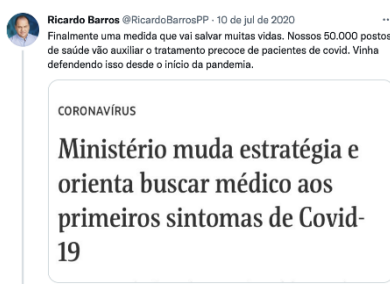 Ricardo Barros @RicardoBarrosPP · 10 de jul de 2020
Finalmente uma medida que vai salvar muitas vidas. Nossos 50.000 postos
de saúde vão auxiliar o tratamento precoce de pacientes de covid. Vinha
defendendo isso desde o início da pandemia.
CORONAVÍRUS
Ministério muda estratégia e
orienta buscar médico aos
primeiros sintomas de Covid-
19